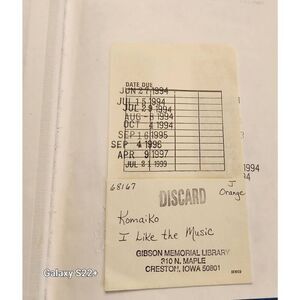 DATE DUE
JUN 27 1994
JUL 15 1994
JUL 29 1994
AUG - 8 1994
OCT 4 1994
SEP 16 1995
SEP 4 1996
APR 9 1997
JUL 21 1999
1994
1994
68167
DISCARD
J
Orange
Komaiko
I Like the Music
GIBSON MEMORIAL LIBRARY
310 N. MAPLE
CRESTON, IOWA 50801
Galaxy S22+